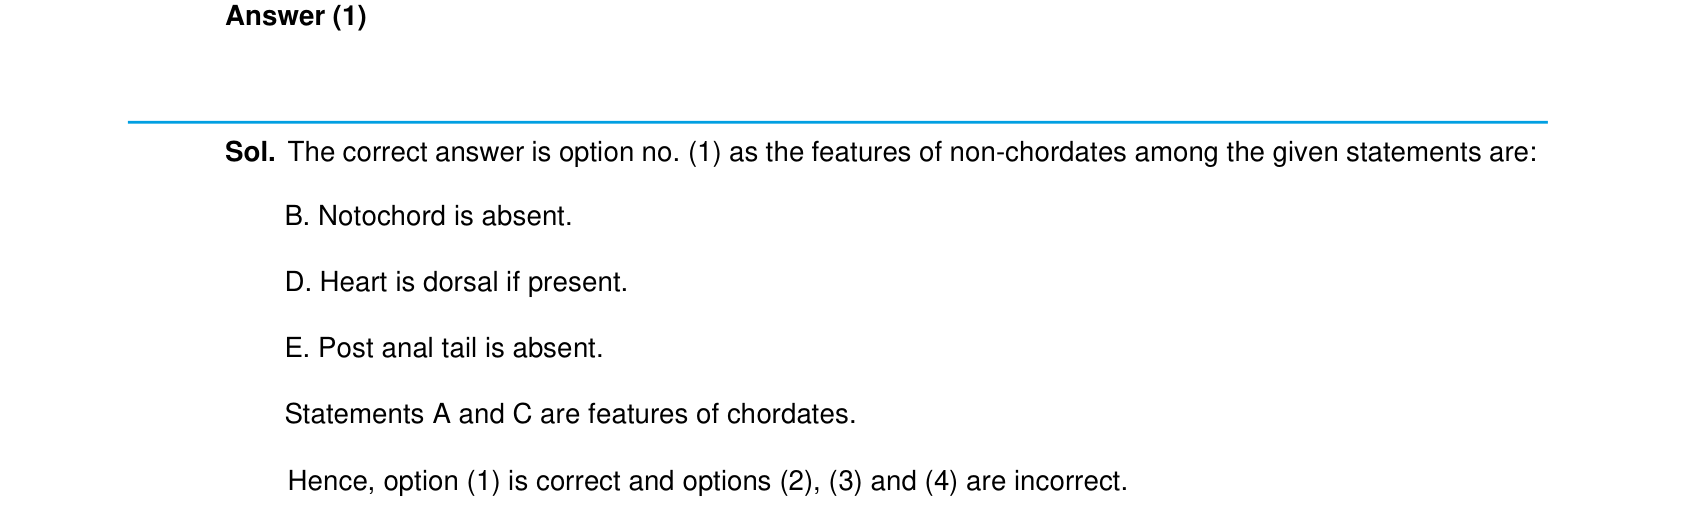 Answer (1)
Sol. The correct answer is option no. (1) as the features of non-chordates among the given statements are:
B. Notochord is absent.
D. Heart is dorsal if present.
E. Post anal tail is absent.
Statements A and C are features of chordates.
Hence, option (1) is correct and options (2), (3) and (4) are incorrect.